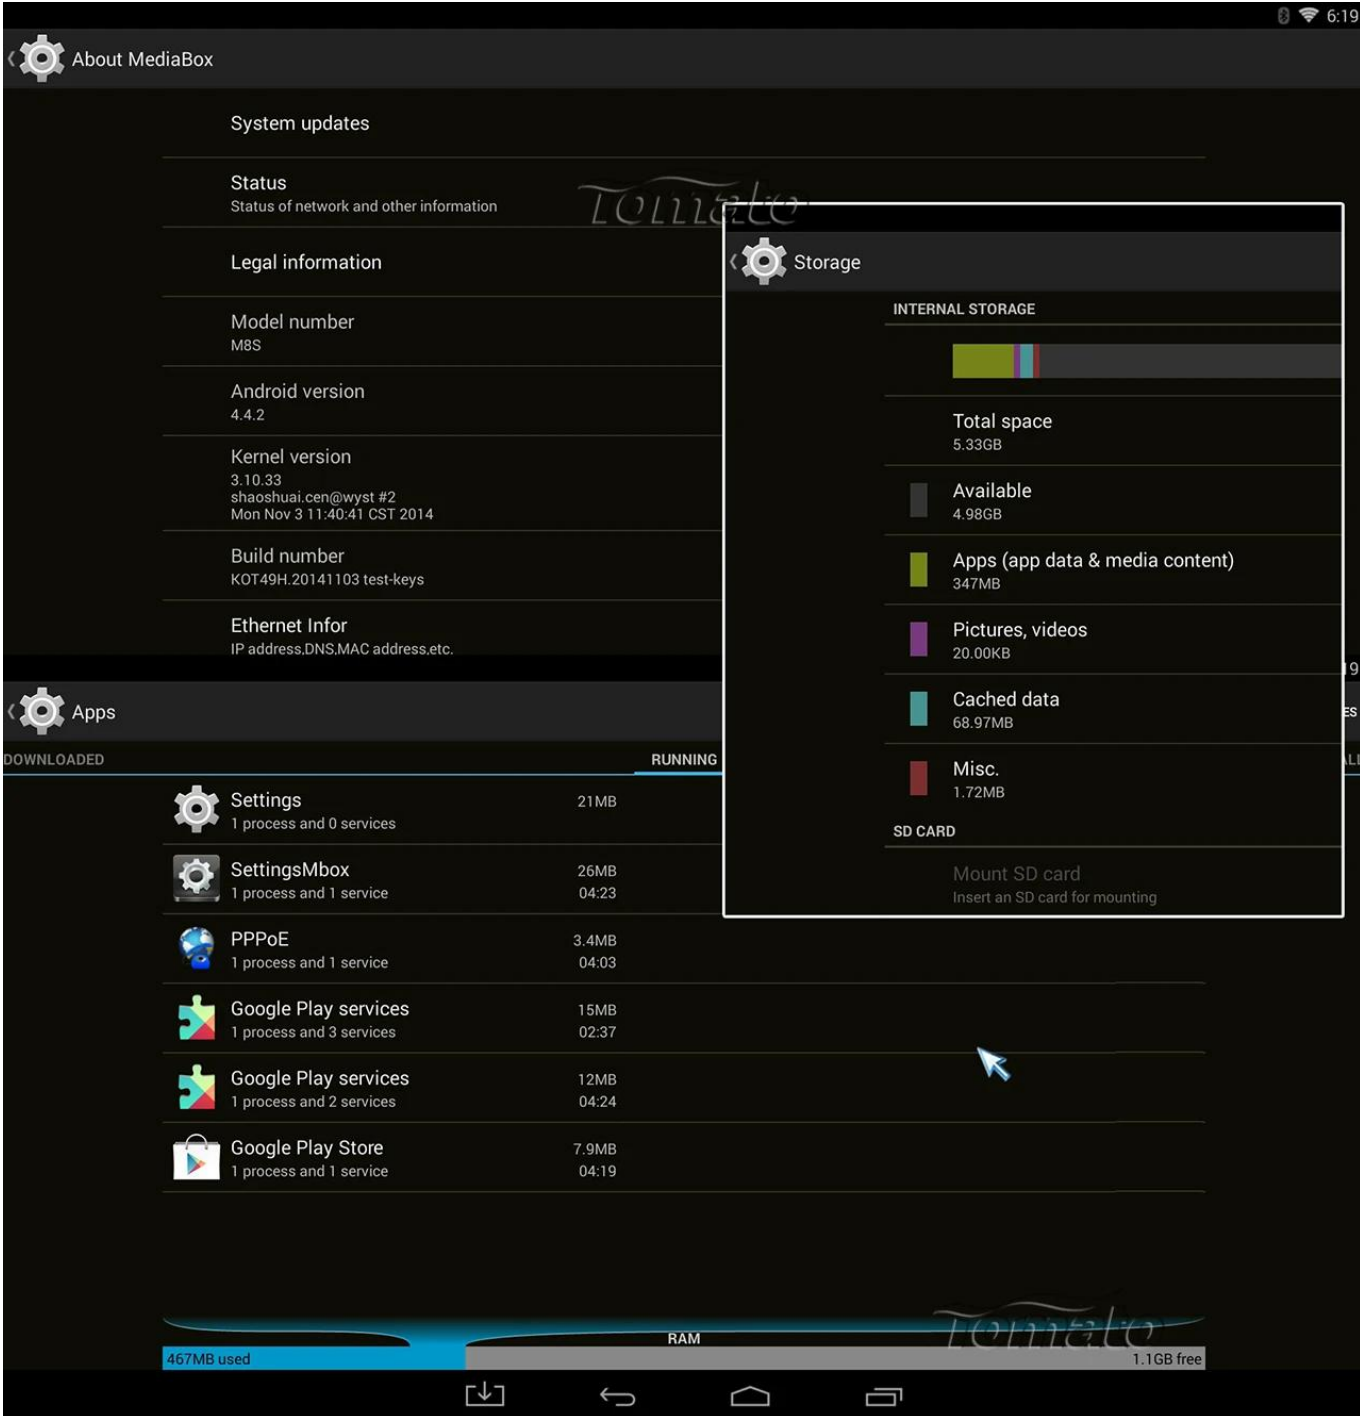 6:19
About MediaBox
System updates
Status
Status of network and other information
Tomato
Legal information
Model number
M8S
Android version
4.4.2
Kernel version
3.10.33
shaoshuai.cen@wyst #2
Mon Nov 3 11:40:41 CST 2014
Build number
KOT49H.20141103 test-keys
Ethernet Infor
IP address,DNS,MAC address,etc.
Storage
INTERNAL STORAGE
Total space
5.33GB
Available
4.98GB
Apps (app data & media content)
347MB
Pictures, videos
20.00KB
Cached data
68.97MB
Misc.
1.72MB
SD CARD
Mount SD card
Insert an SD card for mounting
19
Apps
ES
DOWNLOADED
RUNNING
ALL
Settings
21MB
1 process and 0 services
SettingsMbox
26MB
1 process and 1 service
04:23
PPPoE
3.4MB
1 process and 1 service
04:03
Google Play services
15MB
1 process and 3 services
02:37
Google Play services
12MB
1 process and 2 services
04:24
Google Play Store
7.9MB
1 process and 1 service
04:19
Tomato
RAM
467MB used
1.1GB free